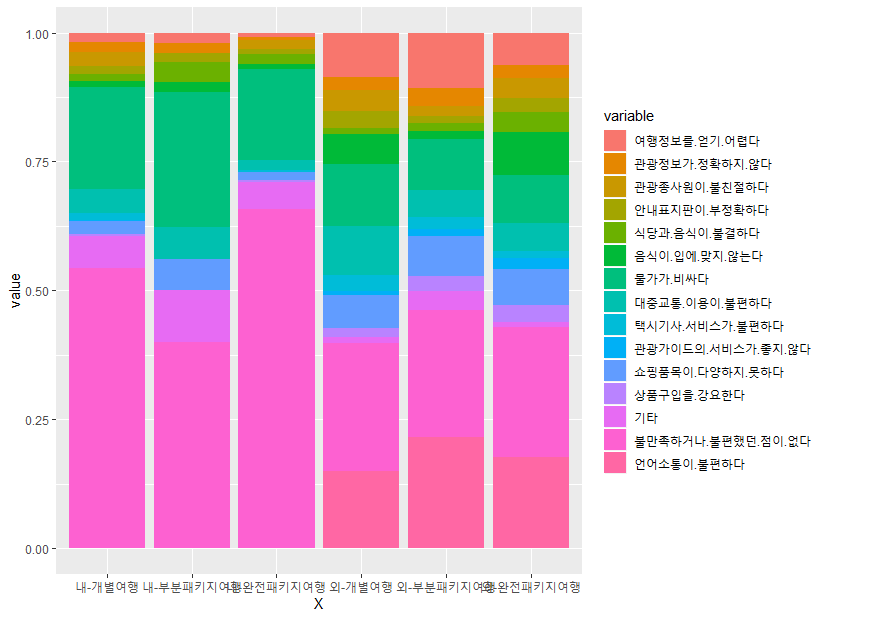 1.00
0.75
0.50
0.25
0.00
value
내-개별여행
내-부분패키지여행
완전패키지여행
외-개별여행
외-부분패키지여행
완전패키지여행
X
variable
여행정보를.얻기.어렵다
관광정보가.정확하지.않다
관광종사원이.불친절하다
안내표지판이.부정확하다
식당과.음식이.불결하다
음식이.입에.맞지.않는다
물가가.비싸다
대중교통.이용이.불편하다
택시기사.서비스가.불편하다
관광가이드의.서비스가.좋지.않다
쇼핑품목이.다양하지.못하다
상품구입을.강요한다
기타
불만족하거나.불편했던.점이.없다
언어소통이.불편하다